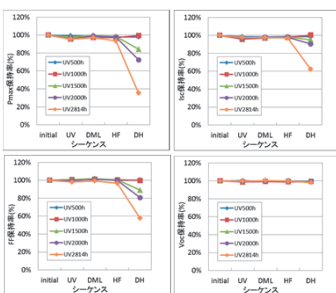 Pmax保持率(%)
120%
100%
80%
60%
40%
20%
0%
UV500h
UV1000h
UV1500h
UV2000h
UV2814h
initial UV DML HF DH
シーケンス
Isc保持率(%)
120%
100%
80%
60%
40%
20%
0%
UV500h
UV1000h
UV1500h
UV2000h
UV2814h
initial UV DML HF DH
シーケンス
FF保持率(%)
120%
100%
80%
60%
40%
20%
0%
UV500h
UV1000h
UV1500h
UV2000h
UV2814h
initial UV DML HF DH
シーケンス
Voc保持率(%)
120%
100%
80%
60%
40%
20%
0%
UV500h
UV1000h
UV1500h
UV2000h
UV2814h
initial UV DML HF DH
シーケンス